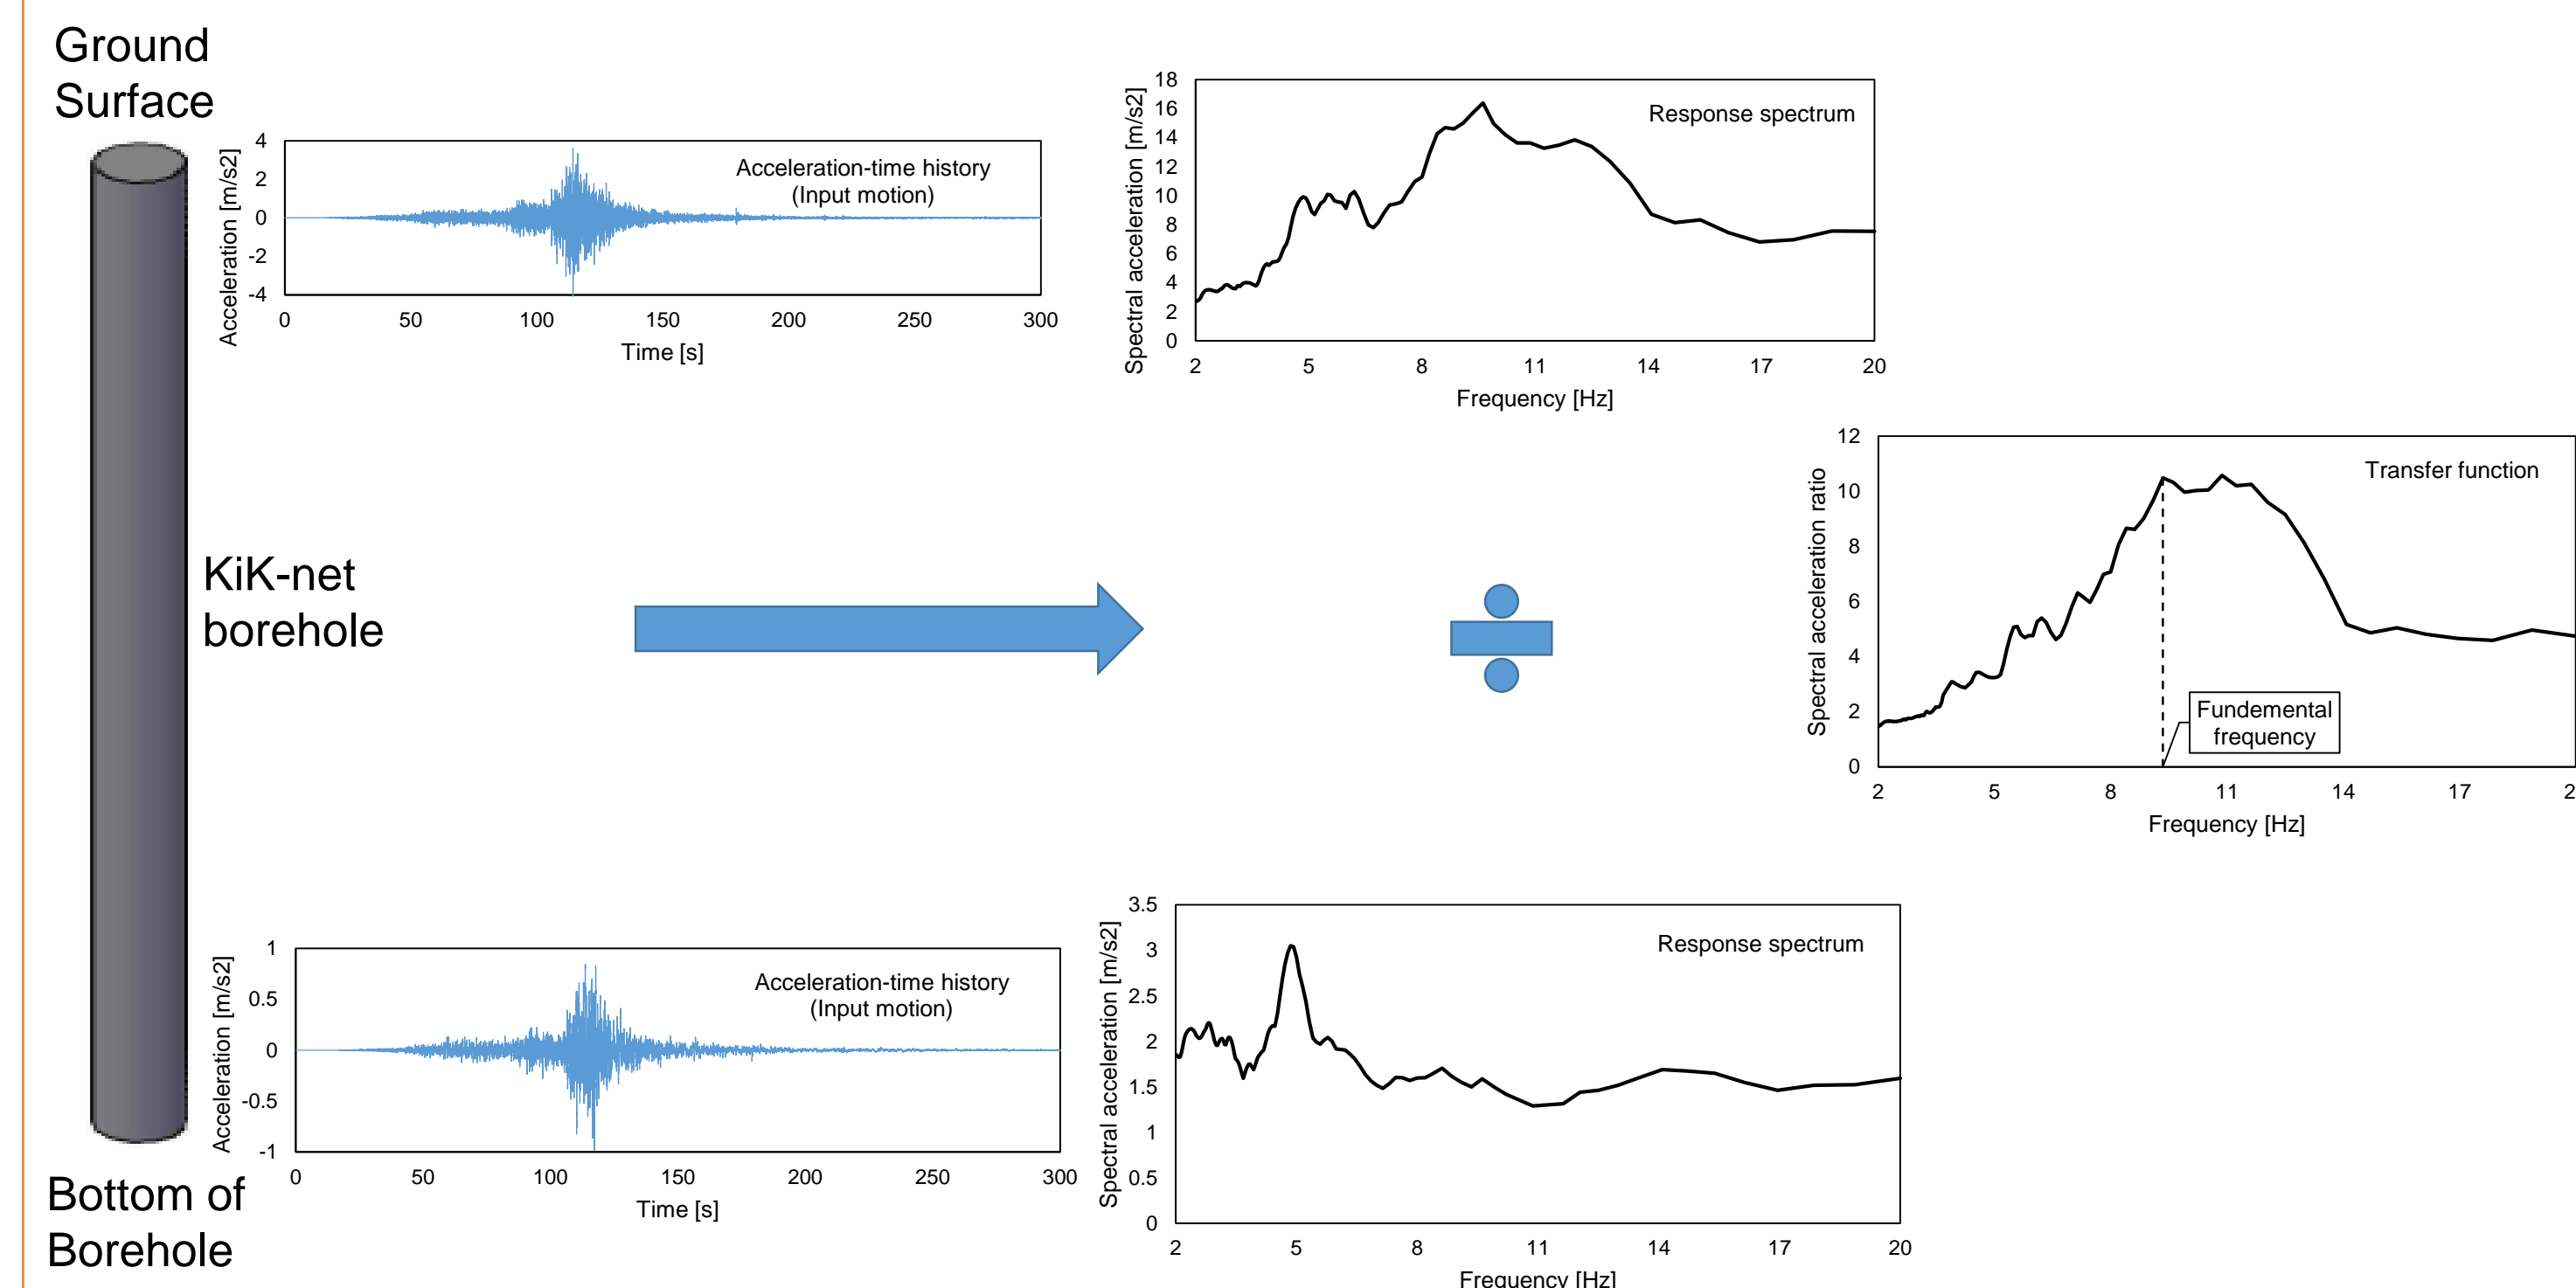 Ground
Surface
Acceleration [m/s2]
4
2
0
-2
-4
Acceleration-time history
(Input motion)
0 50 100 150 200 250 300
Time [s]
Spectral acceleration [m/s2]
18
16
14
12
10
8
6
4
2
0
Response spectrum
2 5 8 11 14 17 20
Frequency [Hz]
KiK-net
borehole
Spectral acceleration ratio
12
10
8
6
4
2
0
Transfer function
Fundemental
frequency
2 5 8 11 14 17 2
Frequency [Hz]
Acceleration [m/s2]
1
0.5
0
-0.5
-1
Acceleration-time history
(Input motion)
0 50 100 150 200 250 300
Time [s]
Spectral acceleration [m/s2]
3.5
3
2.5
2
1.5
1
0.5
0
Response spectrum
2 5 8 11 14 17 20
Frequency [Hz]
Bottom of
Borehole